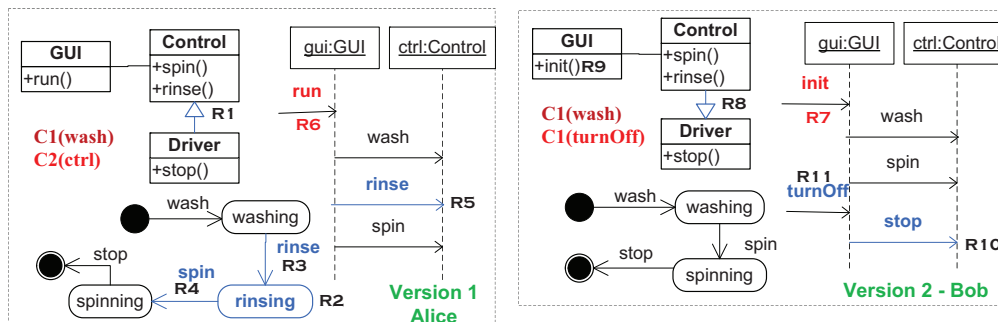 GUI
+run()
Control
+spin()
+rinse()
R1
Driver
+stop()
C1(wash)
C2(ctrl)
gui:GUI
ctrl:Control
run
R6
wash
rinse
R5
spin
wash
washing
rinse
R3
stop
spin
R4
spinning
rinsing
R2
Version 1
Alice
GUI
+init()R9
Control
+spin()
+rinse()
R8
Driver
+stop()
C1(wash)
C1(turnOff)
gui:GUI
ctrl:Control
init
R7
wash
spin
R11
turnOff
stop
R10
wash
washing
spin
stop
spinning
Version 2 - Bob